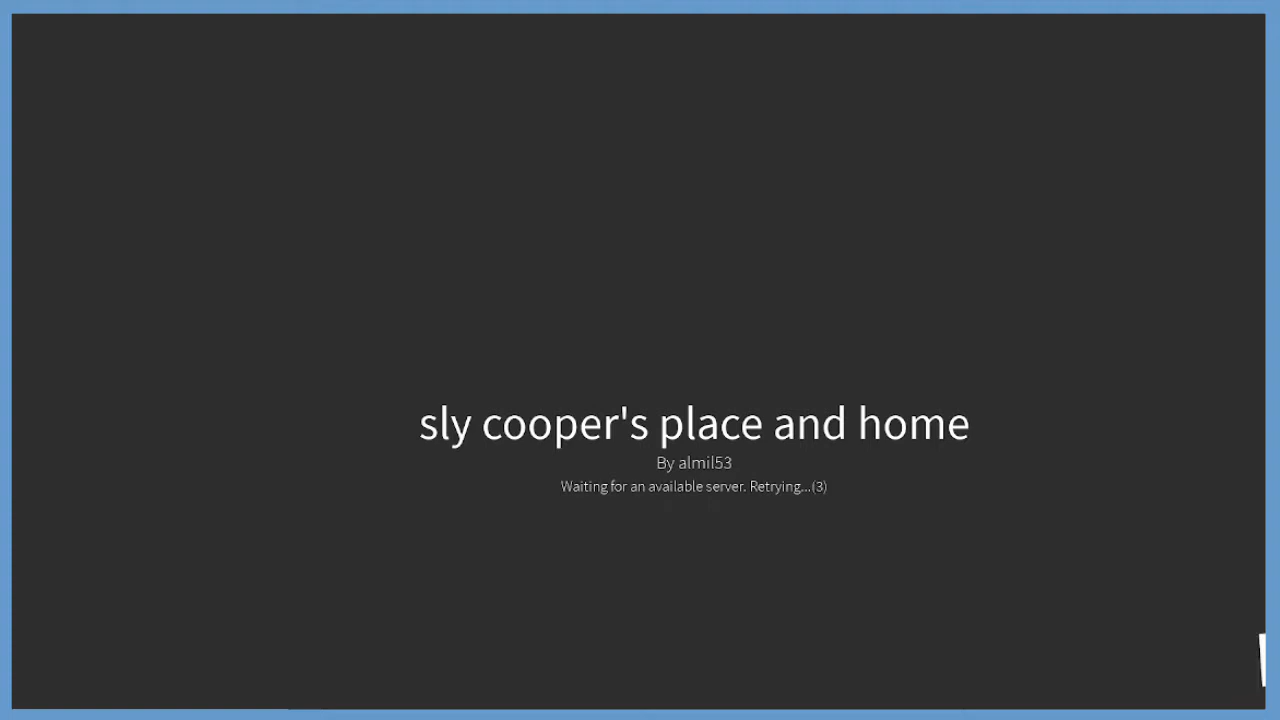 sly cooper's place and home
By almil53
Waiting for an available server. Retrying...(3)